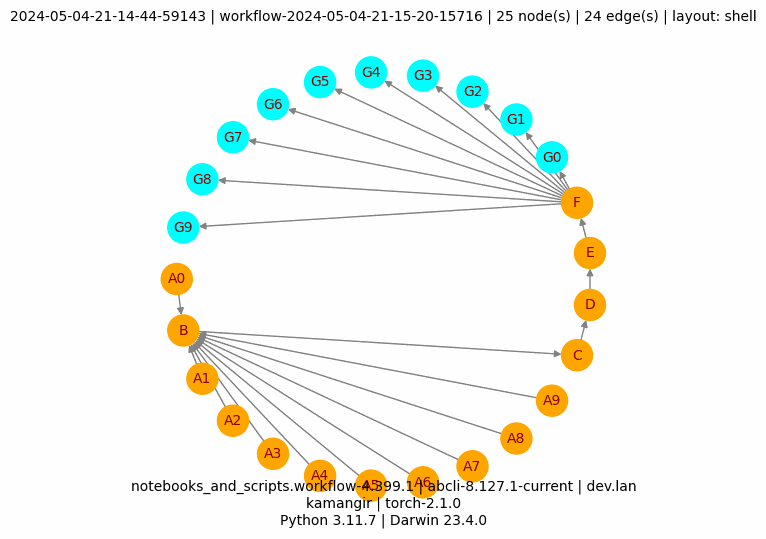 2024-05-04-21-14-44-59143 | workflow-2024-05-04-21-15-20-15716 | 25 node(s) | 24 edge(s) | layout: shell
G4
G3
G5
G2
G6
G1
G7
G0
G8
F
G9
E
A0
D
B
C
A1
A9
A2
A8
A3
A7
A4
A6
A5
notebooks_and_scripts.workflow-4.399.1 | abcli-8.127.1-current | dev.lan
kamangir | torch-2.1.0
Python 3.11.7 | Darwin 23.4.0